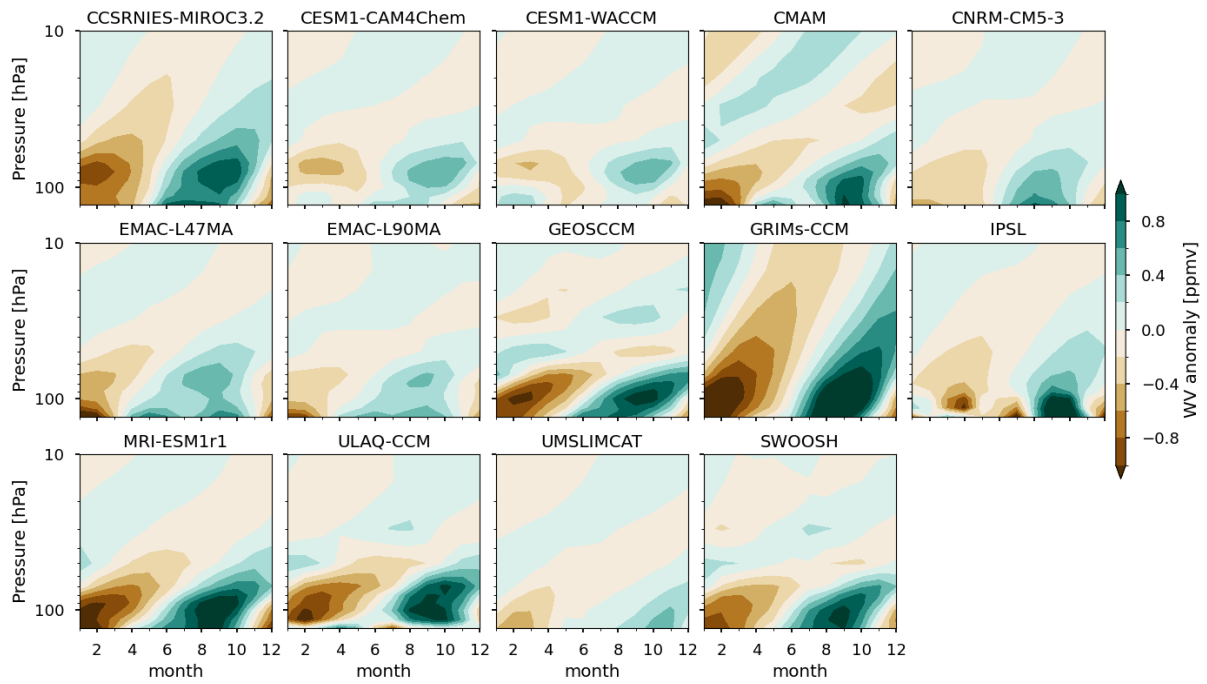 CCSRNIES-MIROC3.2 CESM1-CAM4Chem CESM1-WACCM CMAM CNRM-CM5-3
10
Pressure [hPa]
100
EMAC-L47MA EMAC-L90MA GEOSCCM GRIMs-CCM IPSL
10
Pressure [hPa]
100
0.8
0.4
0.0
−0.4
−0.8
WV anomaly [ppmv]
MRI-ESM1r1 ULAQ-CCM UMSLIMCAT SWOOSH
10
Pressure [hPa]
100
2 4 6 8 10 12 2 4 6 8 10 12 2 4 6 8 10 12 2 4 6 8 10 12
month month month month